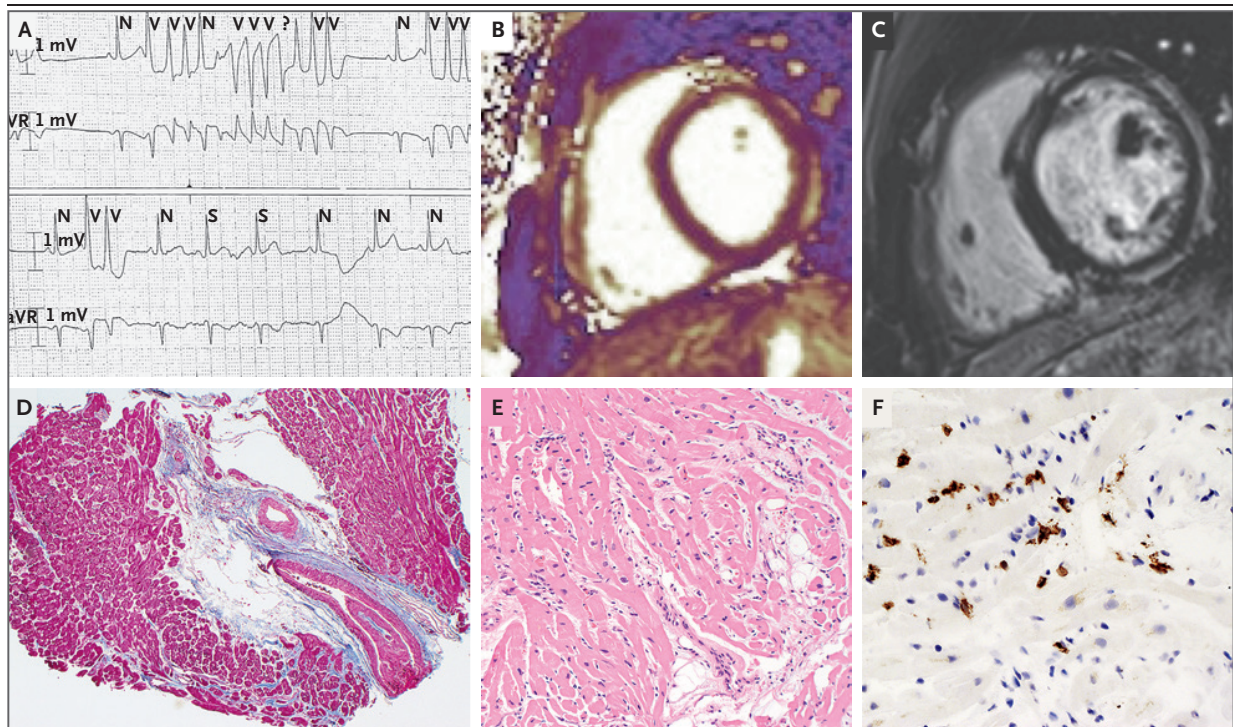 A N V V V N V V V ? V V N V V V
1 mV
VR 1 mV
N V V N S S N N N
1 mV
aVR 1 mV
B
C
D
E
F